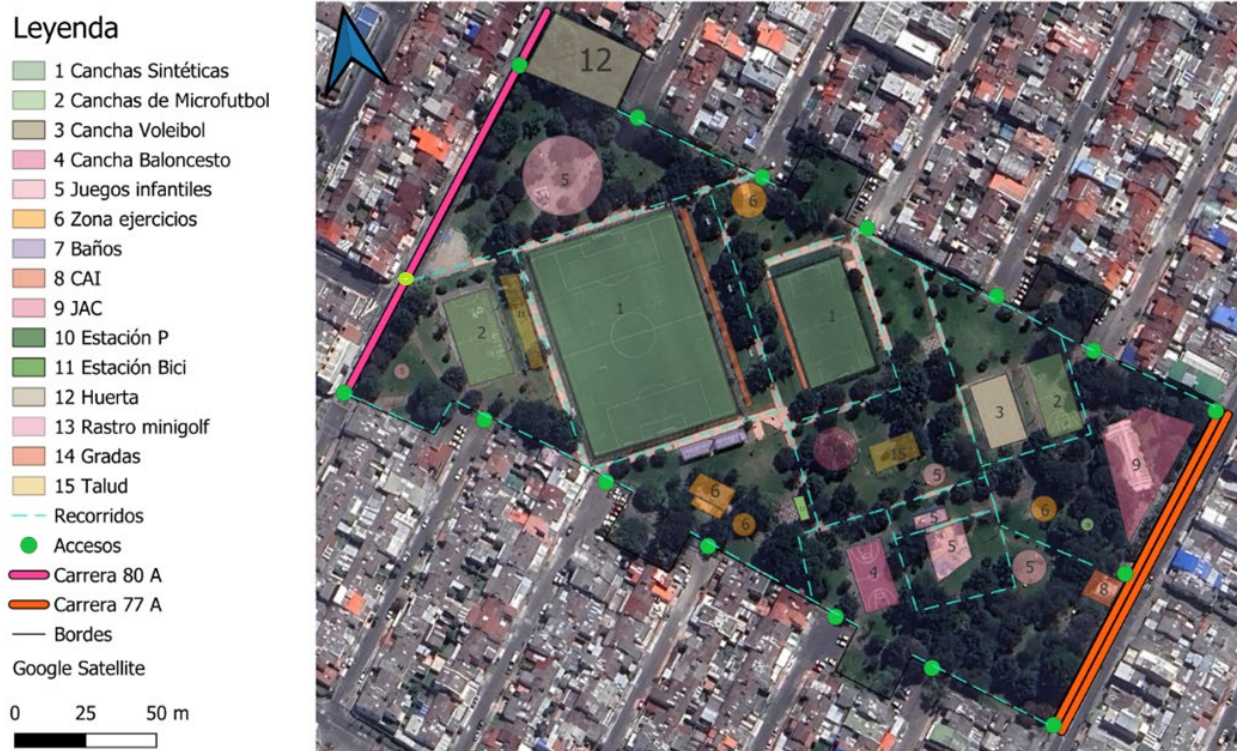 Leyenda
1 Canchas Sintéticas
2 Canchas de Microfutbol
3 Cancha Voleibol
4 Cancha Baloncesto
5 Juegos infantiles
6 Zona ejercicios
7 Baños
8 CAI
9 JAC
10 Estación P
11 Estación Bici
12 Huerta
13 Rastro minigolf
14 Gradas
15 Talud
Recorridos
Accesos
Carrera 80 A
Carrera 77 A
Bordes
Google Satellite
0 25 50 m
12
5
6
1
1
2
15
2
3
9
15
5
6
6
6
5
5
5
4
8